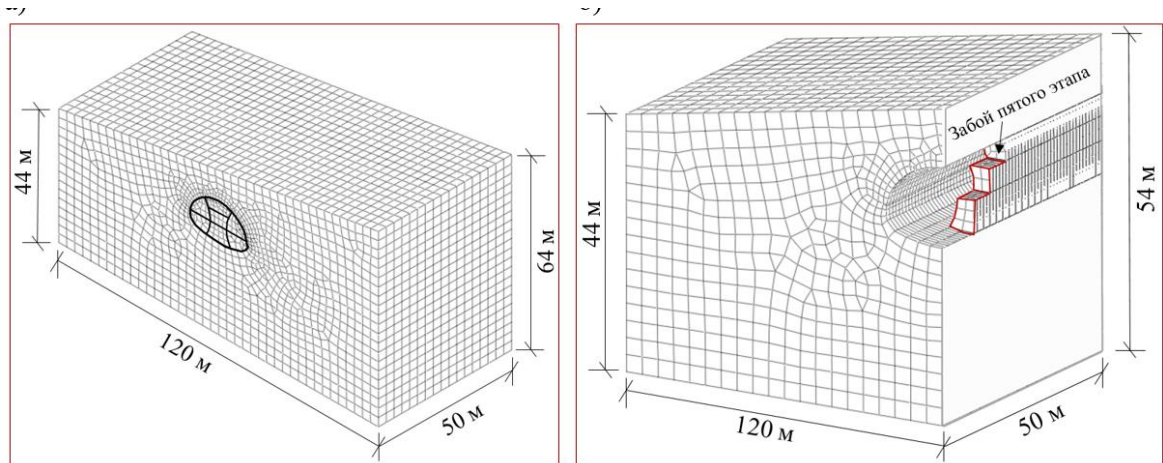 а)
б)
44 м
120 м
50 м
64 м
Забой пятого этапа
44 м
120 м
50 м
54 м